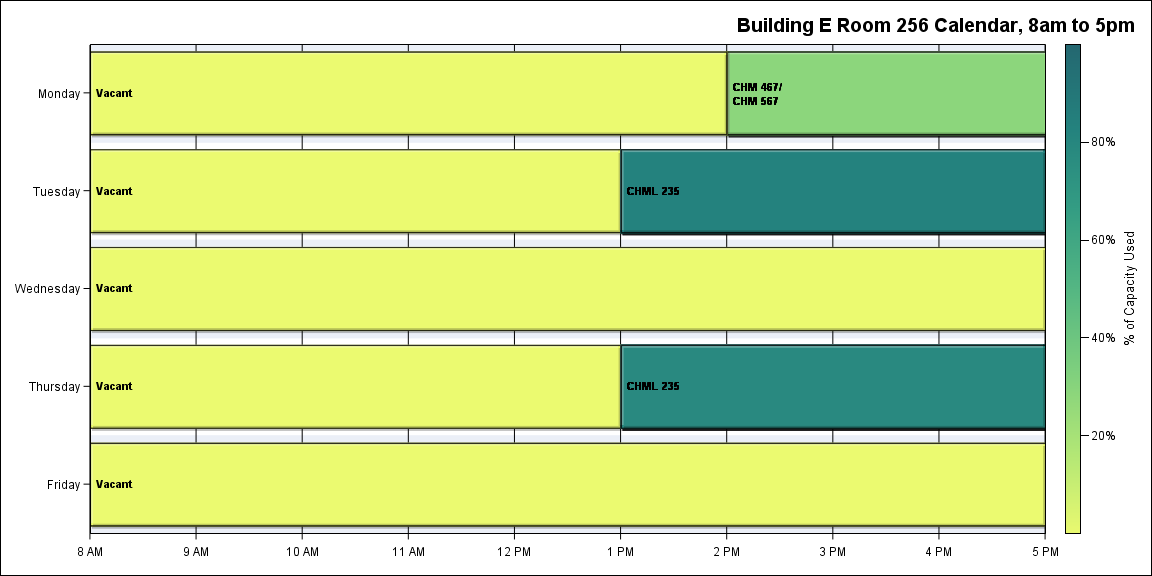 Building E Room 256 Calendar, 8am to 5pm
Monday
Vacant
CHM 467/
CHM 567
Tuesday
Vacant
CHML 235
Wednesday
Vacant
Thursday
Vacant
CHML 235
Friday
Vacant
8 AM
9 AM
10 AM
11 AM
12 PM
1 PM
2 PM
3 PM
4 PM
5 PM
80%
60%
40%
20%
% of Capacity Used